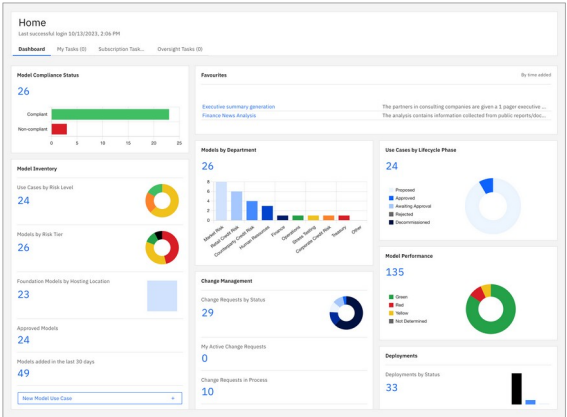 Home
Last successful login 10/13/2023, 2:06 PM
Dashboard My Tasks (0) Subscription Task... Oversight Tasks (0)
Model Compliance Status
26
Compliant
Non-compliant
0 5 10 15 20 25
Favourites
By time added
Executive summary generation The partners in consulting companies are given a 1 pager executive ...
Finance News Analysis The analysis contains information collected from public reports/doc...
Model Inventory
Use Cases by Risk Level
24
Models by Risk Tier
26
Foundation Models by Hosting Location
23
Approved Models
24
Models added in the last 30 days
49
New Model Use Case +
Models by Department
26
8
6
4
2
0
Market Risk
Retail Credit Risk
Counterparty Credit Risk
Human Resources
Finance
Operations
Stress Testing
Corporate Credit Risk
Treasury
Other
Change Management
Change Requests by Status
29
My Active Change Requests
0
Change Requests in Process
10
Use Cases by Lifecycle Phase
24
Proposed
Approved
Awaiting Approval
Rejected
Decommissioned
Model Performance
135
Green
Red
Yellow
Not Determined
Deployments
Deployments by Status
33